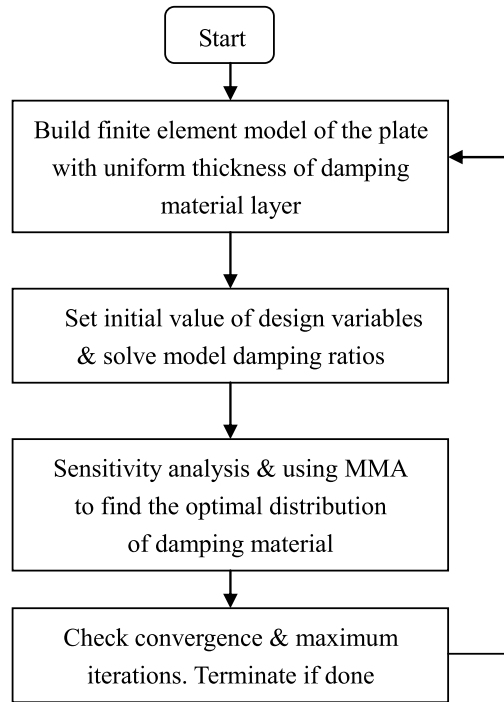 Start
Build finite element model of the plate
with uniform thickness of damping
material layer
Set initial value of design variables
& solve model damping ratios
Sensitivity analysis & using MMA
to find the optimal distribution
of damping material
Check convergence & maximum
iterations. Terminate if done